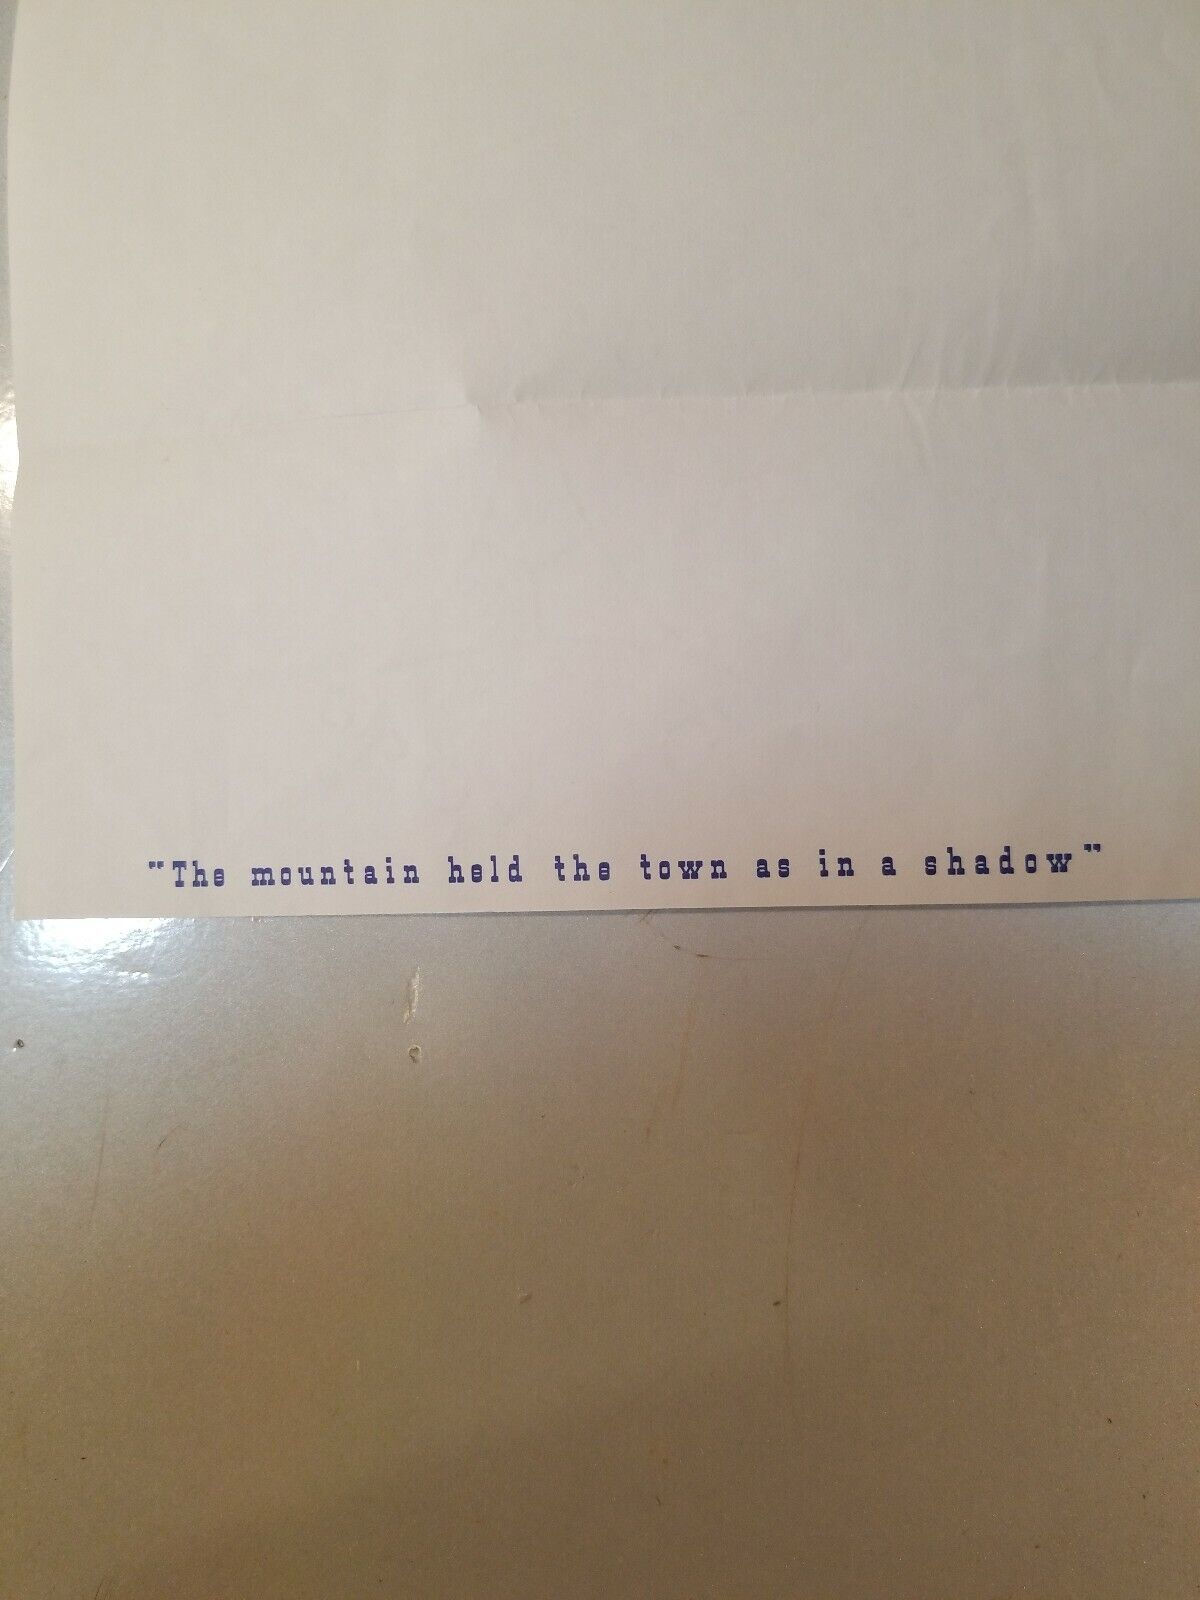 "The mountain held the town as in a shadow"